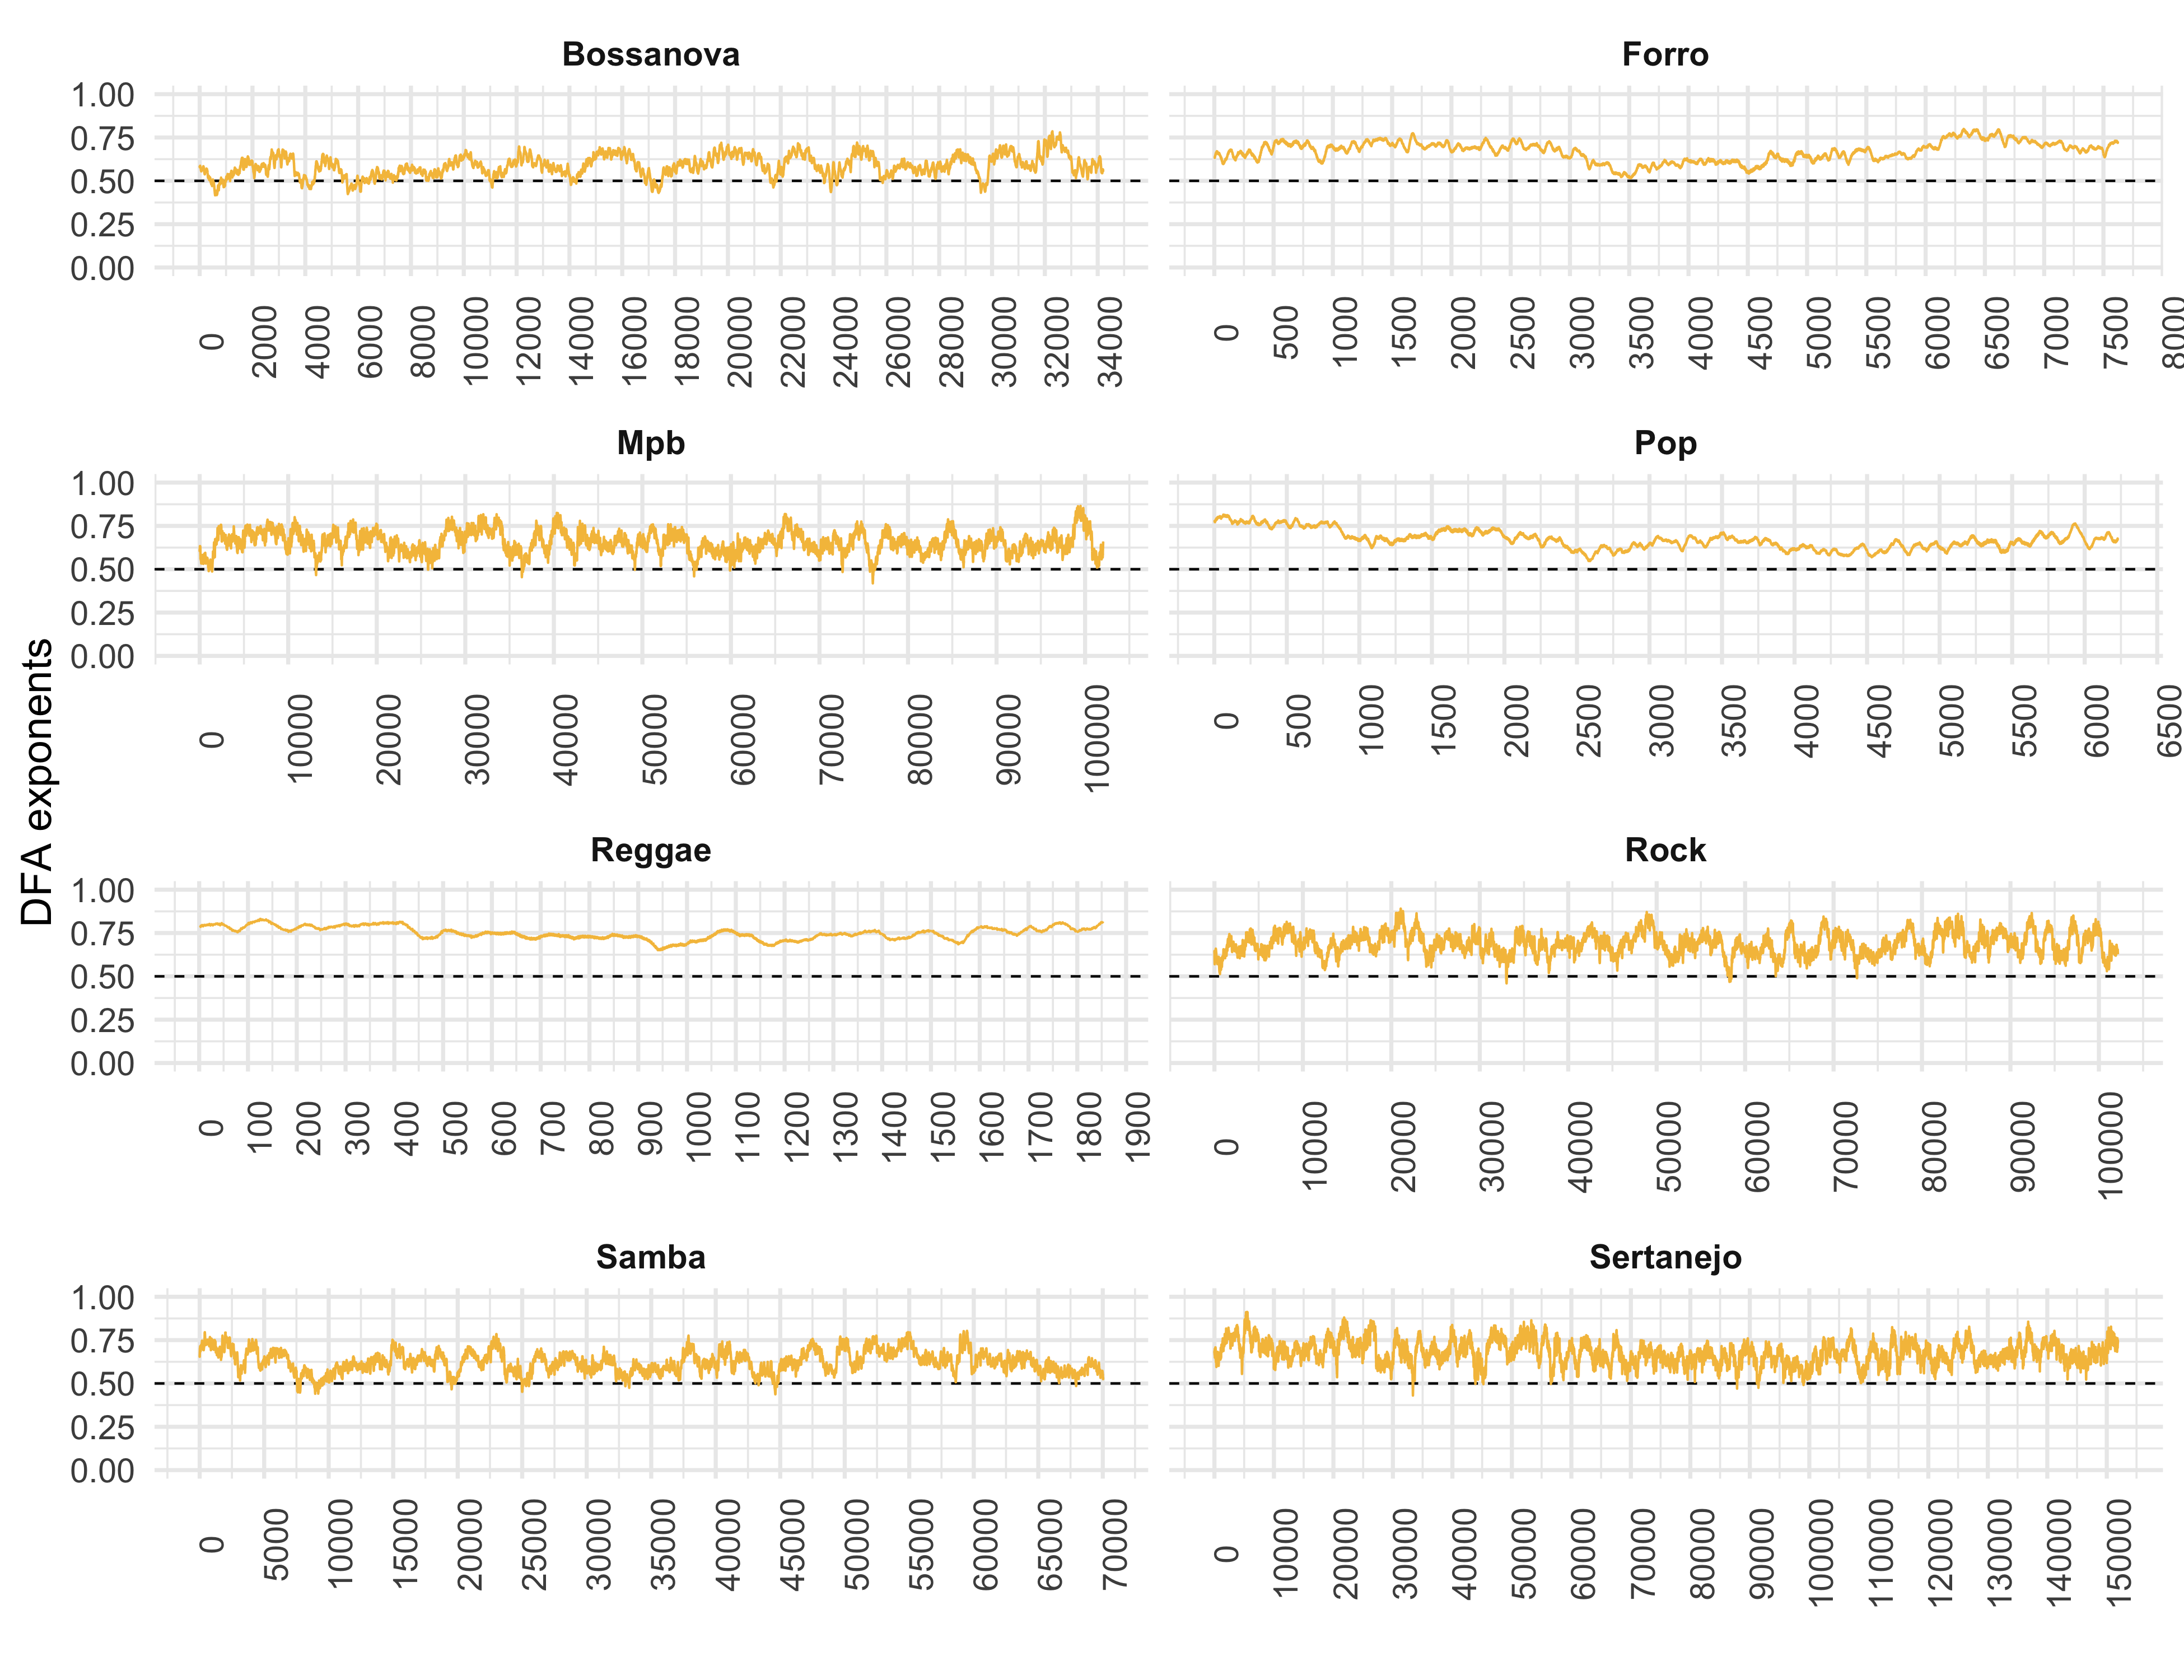 DFA exponents
Bossanova
1.00
0.75
0.50
0.25
0.00
0 2000 4000 6000 8000 10000 12000 14000 16000 18000 20000 22000 24000 26000 28000 30000 32000 34000
Forro
0 500 1000 1500 2000 2500 3000 3500 4000 4500 5000 5500 6000 6500 7000 7500 8000
Mpb
1.00
0.75
0.50
0.25
0.00
0 10000 20000 30000 40000 50000 60000 70000 80000 90000 100000
Pop
0 500 1000 1500 2000 2500 3000 3500 4000 4500 5000 5500 6000 6500
Reggae
1.00
0.75
0.50
0.25
0.00
0 100 200 300 400 500 600 700 800 900 1000 1100 1200 1300 1400 1500 1600 1700 1800 1900
Rock
0 10000 20000 30000 40000 50000 60000 70000 80000 90000 100000
Samba
1.00
0.75
0.50
0.25
0.00
0 5000 10000 15000 20000 25000 30000 35000 40000 45000 50000 55000 60000 65000 70000
Sertanejo
0 10000 20000 30000 40000 50000 60000 70000 80000 90000 100000 110000 120000 130000 140000 150000